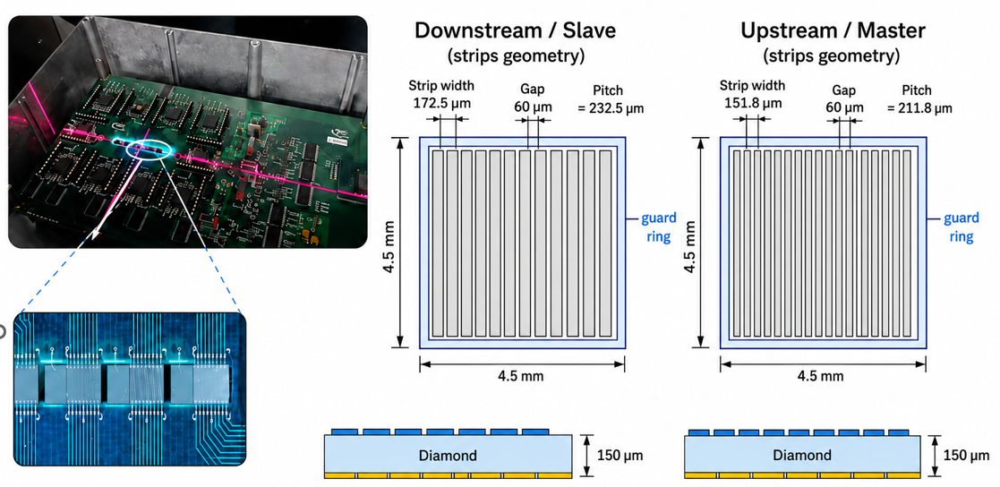 Downstream / Slave
(strips geometry)
Strip width
172.5 µm
Gap
60 µm
Pitch
= 232.5 µm
4.5 mm
guard
ring
4.5 mm
Diamond
150 µm
Upstream / Master
(strips geometry)
Strip width
151.8 µm
Gap
60 µm
Pitch
= 211.8 µm
4.5 mm
guard
ring
4.5 mm
Diamond
150 µm